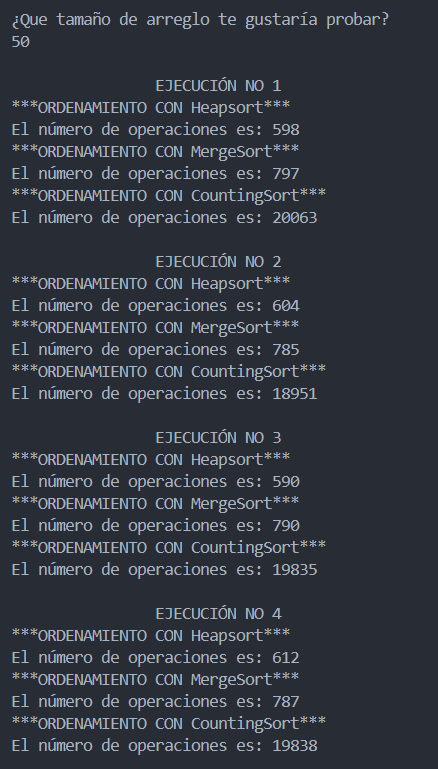 ¿Que tamaño de arreglo te gustaría probar?
50
EJECUCIÓN NO 1
***ORDENAMIENTO CON Heapsort***
El número de operaciones es: 598
***ORDENAMIENTO CON MergeSort***
El número de operaciones es: 797
***ORDENAMIENTO CON CountingSort***
El número de operaciones es: 20063
EJECUCIÓN NO 2
***ORDENAMIENTO CON Heapsort***
El número de operaciones es: 604
***ORDENAMIENTO CON MergeSort***
El número de operaciones es: 785
***ORDENAMIENTO CON CountingSort***
El número de operaciones es: 18951
EJECUCIÓN NO 3
***ORDENAMIENTO CON Heapsort***
El número de operaciones es: 590
***ORDENAMIENTO CON MergeSort***
El número de operaciones es: 790
***ORDENAMIENTO CON CountingSort***
El número de operaciones es: 19835
EJECUCIÓN NO 4
***ORDENAMIENTO CON Heapsort***
El número de operaciones es: 612
***ORDENAMIENTO CON MergeSort***
El número de operaciones es: 787
***ORDENAMIENTO CON CountingSort***
El número de operaciones es: 19838